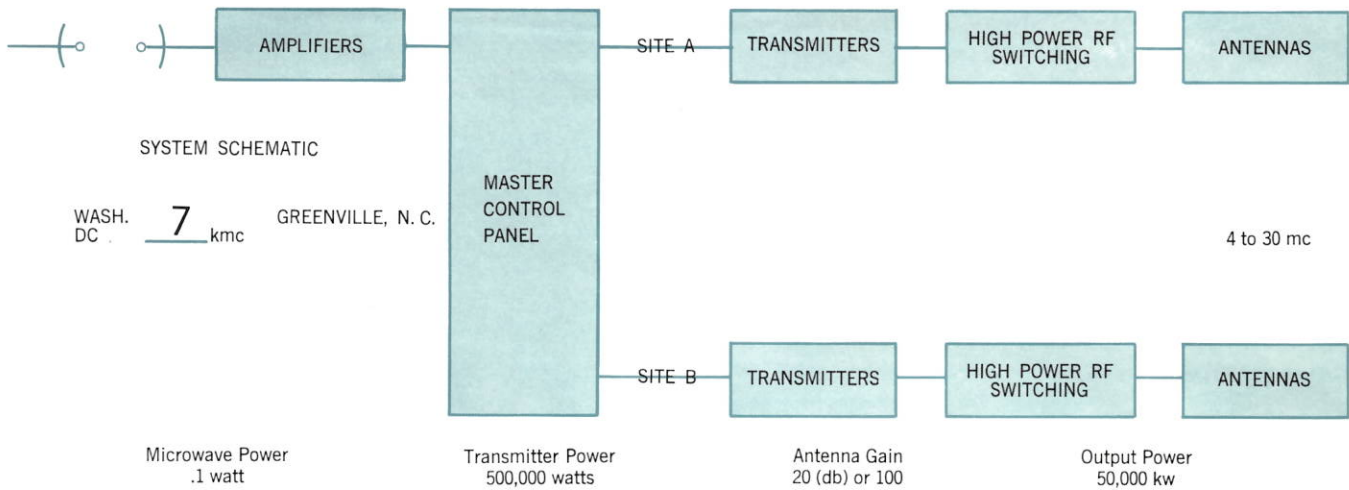 AMPLIFIERS
SITE A
TRANSMITTERS
HIGH POWER RF
SWITCHING
ANTENNAS
SYSTEM SCHEMATIC
WASH.
DC
7 kmc
GREENVILLE, N. C.
MASTER
CONTROL
PANEL
4 to 30 mc
SITE B
TRANSMITTERS
HIGH POWER RF
SWITCHING
ANTENNAS
Microwave Power
.1 watt
Transmitter Power
500,000 watts
Antenna Gain
20 (db) or 100
Output Power
50,000 kw